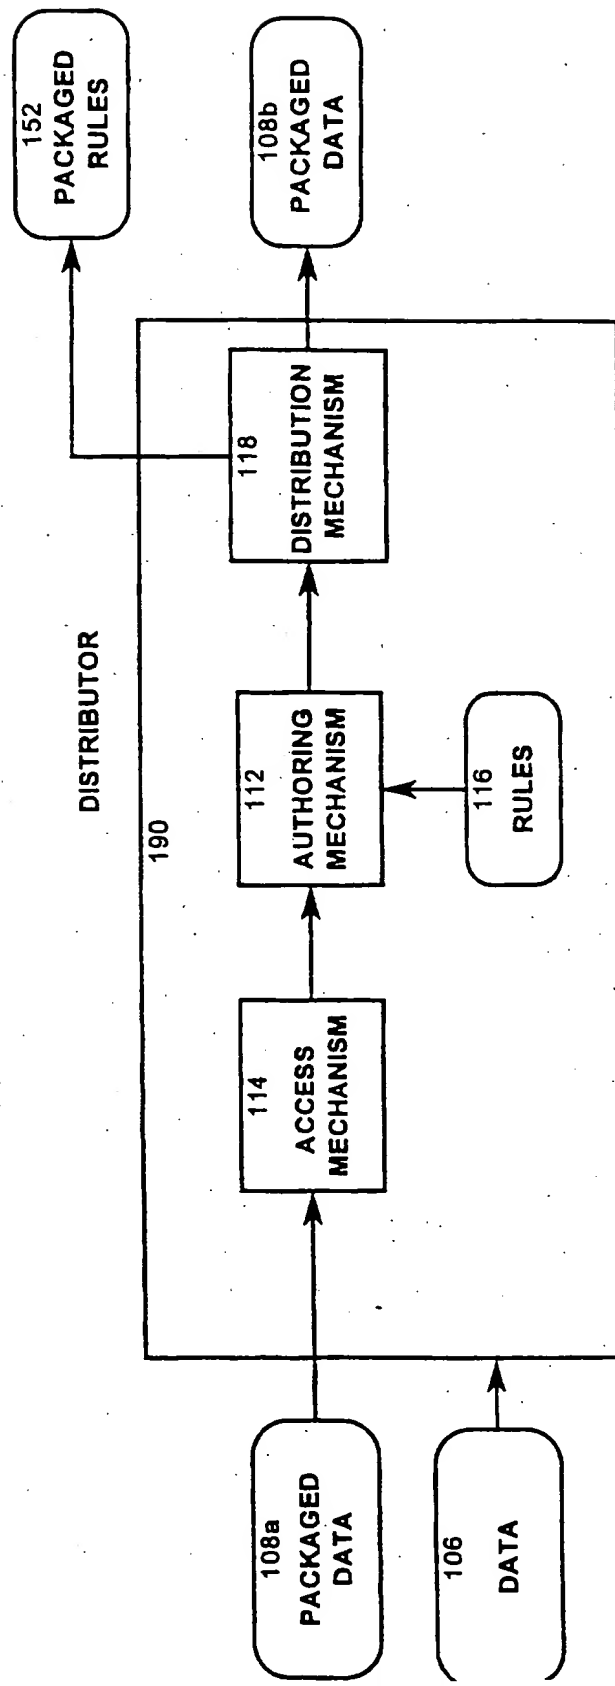 DISTRIBUTOR
190
152
PACKAGED
RULES
108a
PACKAGED
DATA
114
ACCESS
MECHANISM
112
AUTHORING
MECHANISM
118
DISTRIBUTION
MECHANISM
108b
PACKAGED
DATA
106
DATA
116
RULES